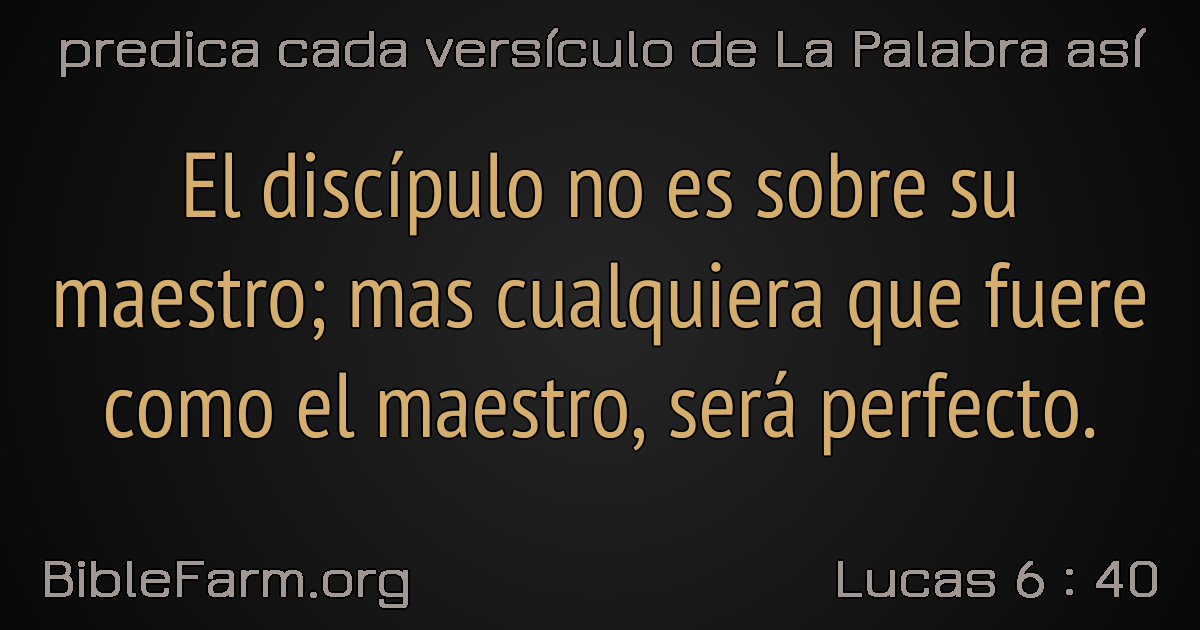 predica cada versículo de La Palabra así
El discípulo no es sobre su
maestro; mas cualquiera que fuere
como el maestro, será perfecto.
BibleFarm.org
Lucas 6 : 40